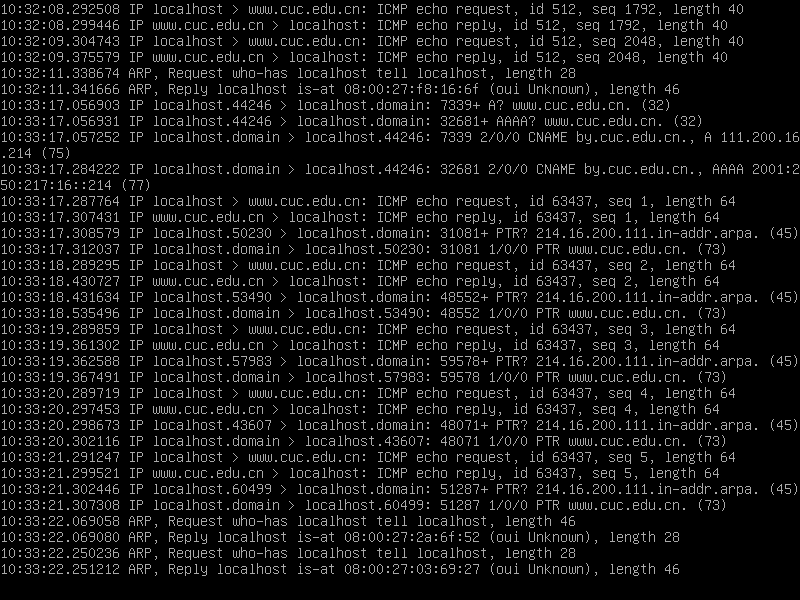 10:32:08.292508 IP localhost > www.cuc.edu.cn: ICMP echo request, id 512, seq 1792, length 40
10:32:08.299446 IP www.cuc.edu.cn > localhost: ICMP echo reply, id 512, seq 1792, length 40
10:32:09.304743 IP localhost > www.cuc.edu.cn: ICMP echo request, id 512, seq 2048, length 40
10:32:09.375579 IP www.cuc.edu.cn > localhost: ICMP echo reply, id 512, seq 2048, length 40
10:32:11.338674 ARP, Request who-has localhost tell localhost, length 28
10:32:11.341666 ARP, Reply localhost is-at 08:00:27:f8:16:6f (oui Unknown), length 46
10:33:17.056903 IP localhost.44246 > localhost.domain: 7339+ A? www.cuc.edu.cn. (32)
10:33:17.056931 IP localhost.44246 > localhost.domain: 32681+ AAAA? www.cuc.edu.cn. (32)
10:33:17.057252 IP localhost.domain > localhost.44246: 7339 2/0/0 CNAME by.cuc.edu.cn., A 111.200.16
.214 (75)
10:33:17.284222 IP localhost.domain > localhost.44246: 32681 2/0/0 CNAME by.cuc.edu.cn., AAAA 2001:2
50:217:16::214 (77)
10:33:17.287764 IP localhost > www.cuc.edu.cn: ICMP echo request, id 63437, seq 1, length 64
10:33:17.307431 IP www.cuc.edu.cn > localhost: ICMP echo reply, id 63437, seq 1, length 64
10:33:17.308579 IP localhost.50230 > localhost.domain: 31081+ PTR? 214.16.200.111.in-addr.arpa. (45)
10:33:17.312037 IP localhost.domain > localhost.50230: 31081 1/0/0 PTR www.cuc.edu.cn. (73)
10:33:18.289295 IP localhost > www.cuc.edu.cn: ICMP echo request, id 63437, seq 2, length 64
10:33:18.430727 IP www.cuc.edu.cn > localhost: ICMP echo reply, id 63437, seq 2, length 64
10:33:18.431634 IP localhost.53490 > localhost.domain: 48552+ PTR? 214.16.200.111.in-addr.arpa. (45)
10:33:18.535496 IP localhost.domain > localhost.53490: 48552 1/0/0 PTR www.cuc.edu.cn. (73)
10:33:19.289859 IP localhost > www.cuc.edu.cn: ICMP echo request, id 63437, seq 3, length 64
10:33:19.361302 IP www.cuc.edu.cn > localhost: ICMP echo reply, id 63437, seq 3, length 64
10:33:19.362588 IP localhost.57983 > localhost.domain: 59578+ PTR? 214.16.200.111.in-addr.arpa. (45)
10:33:19.367491 IP localhost.domain > localhost.57983: 59578 1/0/0 PTR www.cuc.edu.cn. (73)
10:33:20.289719 IP localhost > www.cuc.edu.cn: ICMP echo request, id 63437, seq 4, length 64
10:33:20.297453 IP www.cuc.edu.cn > localhost: ICMP echo reply, id 63437, seq 4, length 64
10:33:20.298673 IP localhost.43607 > localhost.domain: 48071+ PTR? 214.16.200.111.in-addr.arpa. (45)
10:33:20.302116 IP localhost.domain > localhost.43607: 48071 1/0/0 PTR www.cuc.edu.cn. (73)
10:33:21.291247 IP localhost > www.cuc.edu.cn: ICMP echo request, id 63437, seq 5, length 64
10:33:21.299521 IP www.cuc.edu.cn > localhost: ICMP echo reply, id 63437, seq 5, length 64
10:33:21.302446 IP localhost.60499 > localhost.domain: 51287+ PTR? 214.16.200.111.in-addr.arpa. (45)
10:33:21.307308 IP localhost.domain > localhost.60499: 51287 1/0/0 PTR www.cuc.edu.cn. (73)
10:33:22.069058 ARP, Request who-has localhost tell localhost, length 46
10:33:22.069080 ARP, Reply localhost is-at 08:00:27:2a:6f:52 (oui Unknown), length 28
10:33:22.250236 ARP, Request who-has localhost tell localhost, length 28
10:33:22.251212 ARP, Reply localhost is-at 08:00:27:03:69:27 (oui Unknown), length 46